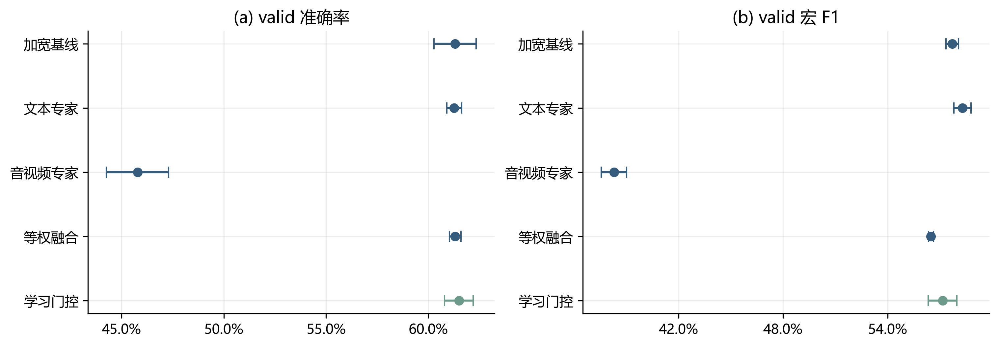 (a) valid 准确率
加宽基线
文本专家
音视频专家
等权融合
学习门控
45.0% 50.0% 55.0% 60.0%
(b) valid 宏 F1
加宽基线
文本专家
音视频专家
等权融合
学习门控
42.0% 48.0% 54.0%